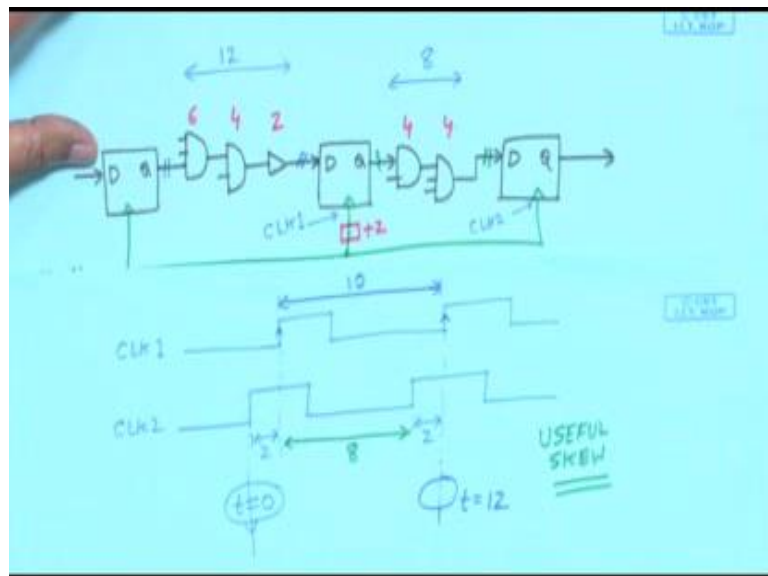 12
8
6 4 2
4 4
D Q
D Q
D Q
CLK1
CLK2
+2
10
CLK1
CLK2
2
8
2
USEFUL
SKEW
t=0
t=12